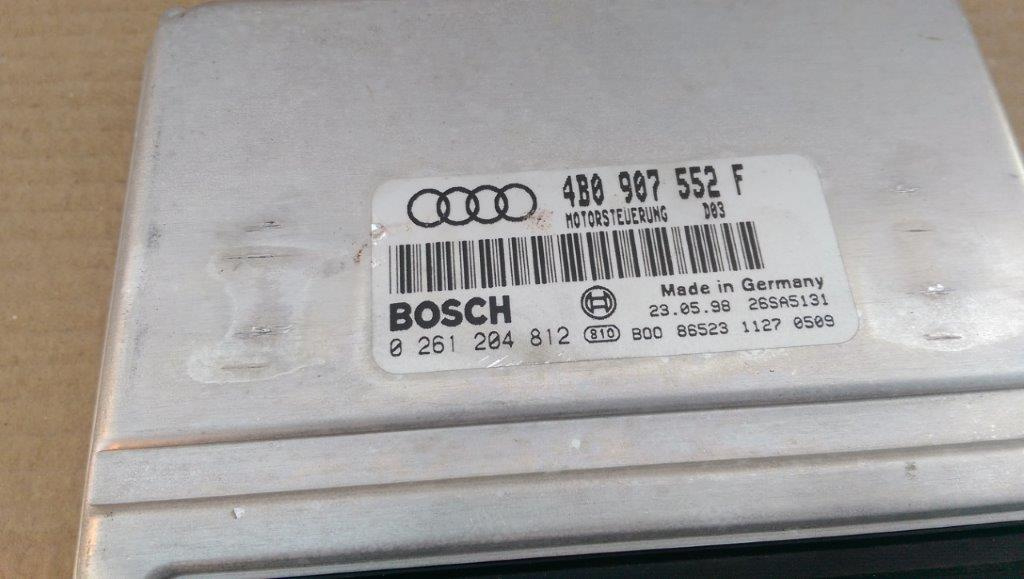 4B0 907 552 F
MOTORSTEUERUNG D03
Made in Germany
BOSCH 23.05.98 26SA5131
0 261 204 812 810 B00 86523 1127 0509